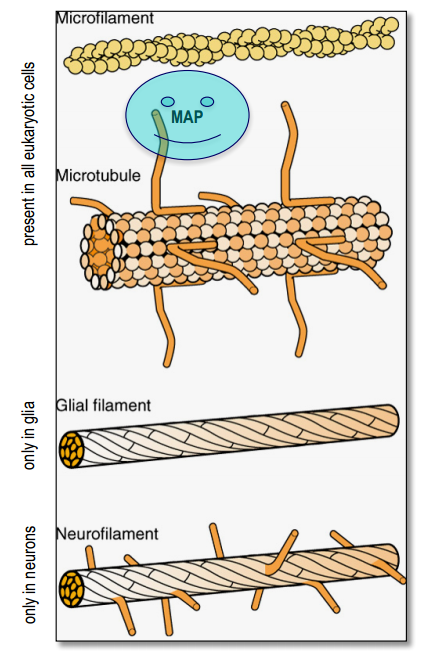 Microfilament
present in all eukaryotic cells
MAP
Microtubule
only in glia
Glial filament
only in neurons
Neurofilament